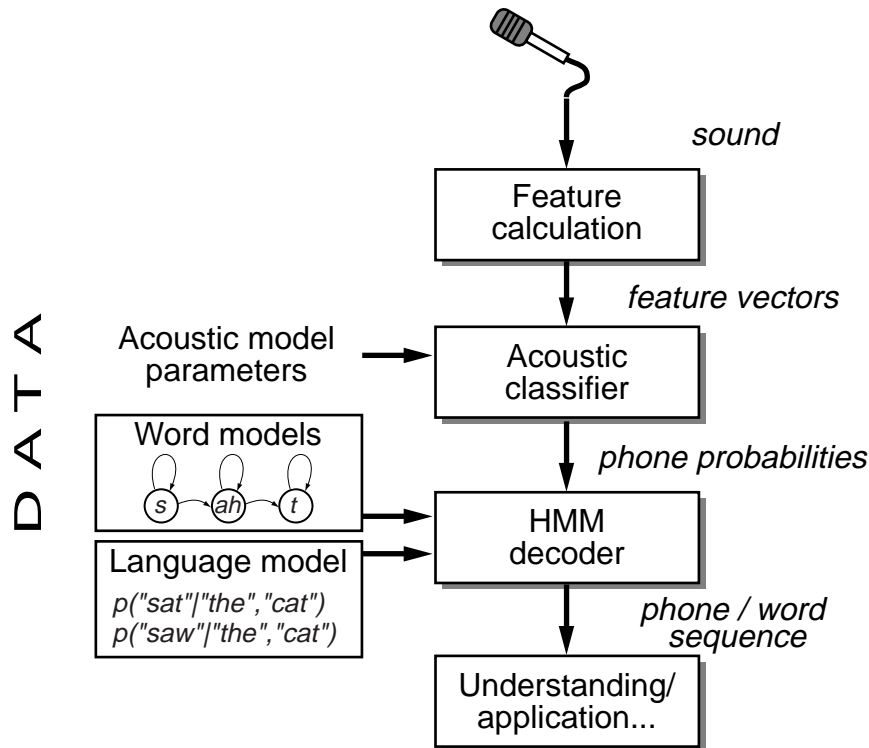 sound
Feature
calculation
feature vectors
DATA
Acoustic model
parameters
Acoustic
classifier
phone probabilities
Word models
s ah t
HMM
decoder
Language model
p("sat"|"the","cat")
p("saw"|"the","cat")
phone / word
sequence
Understanding/
application...